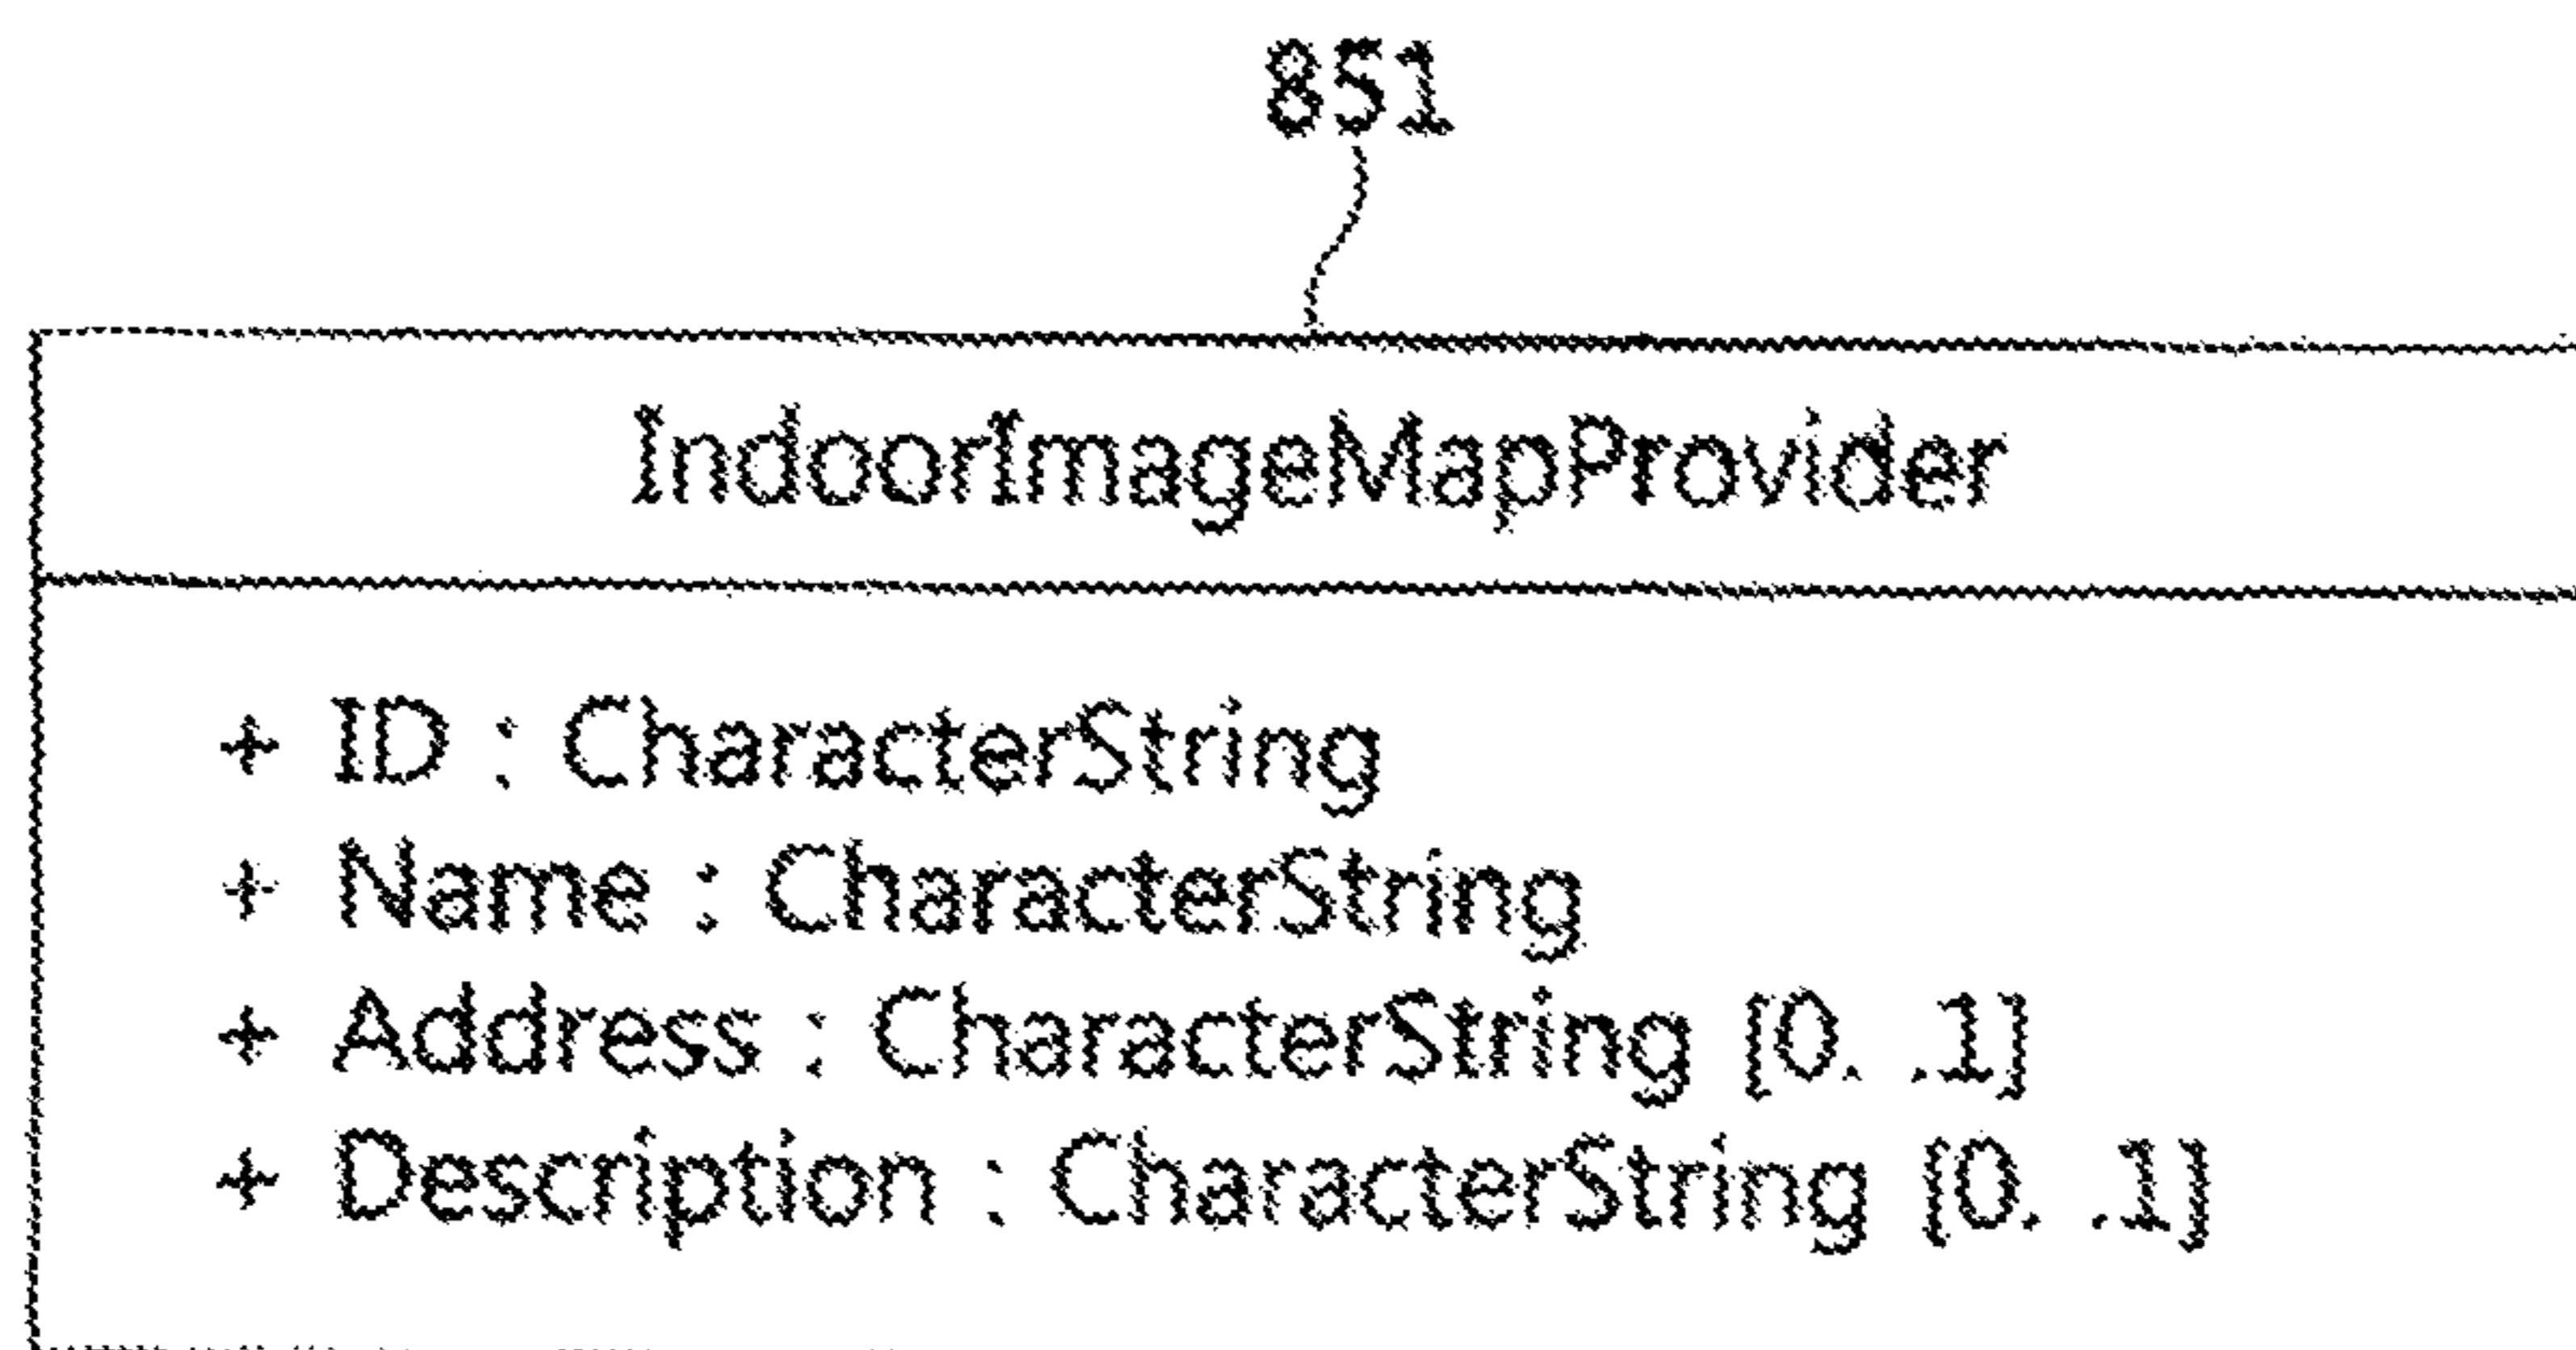 851
IndoorImageMapProvider
+ ID : CharacterString
+ Name : CharacterString
+ Address : CharacterString [0. .1]
+ Description : CharacterString [0. .1]